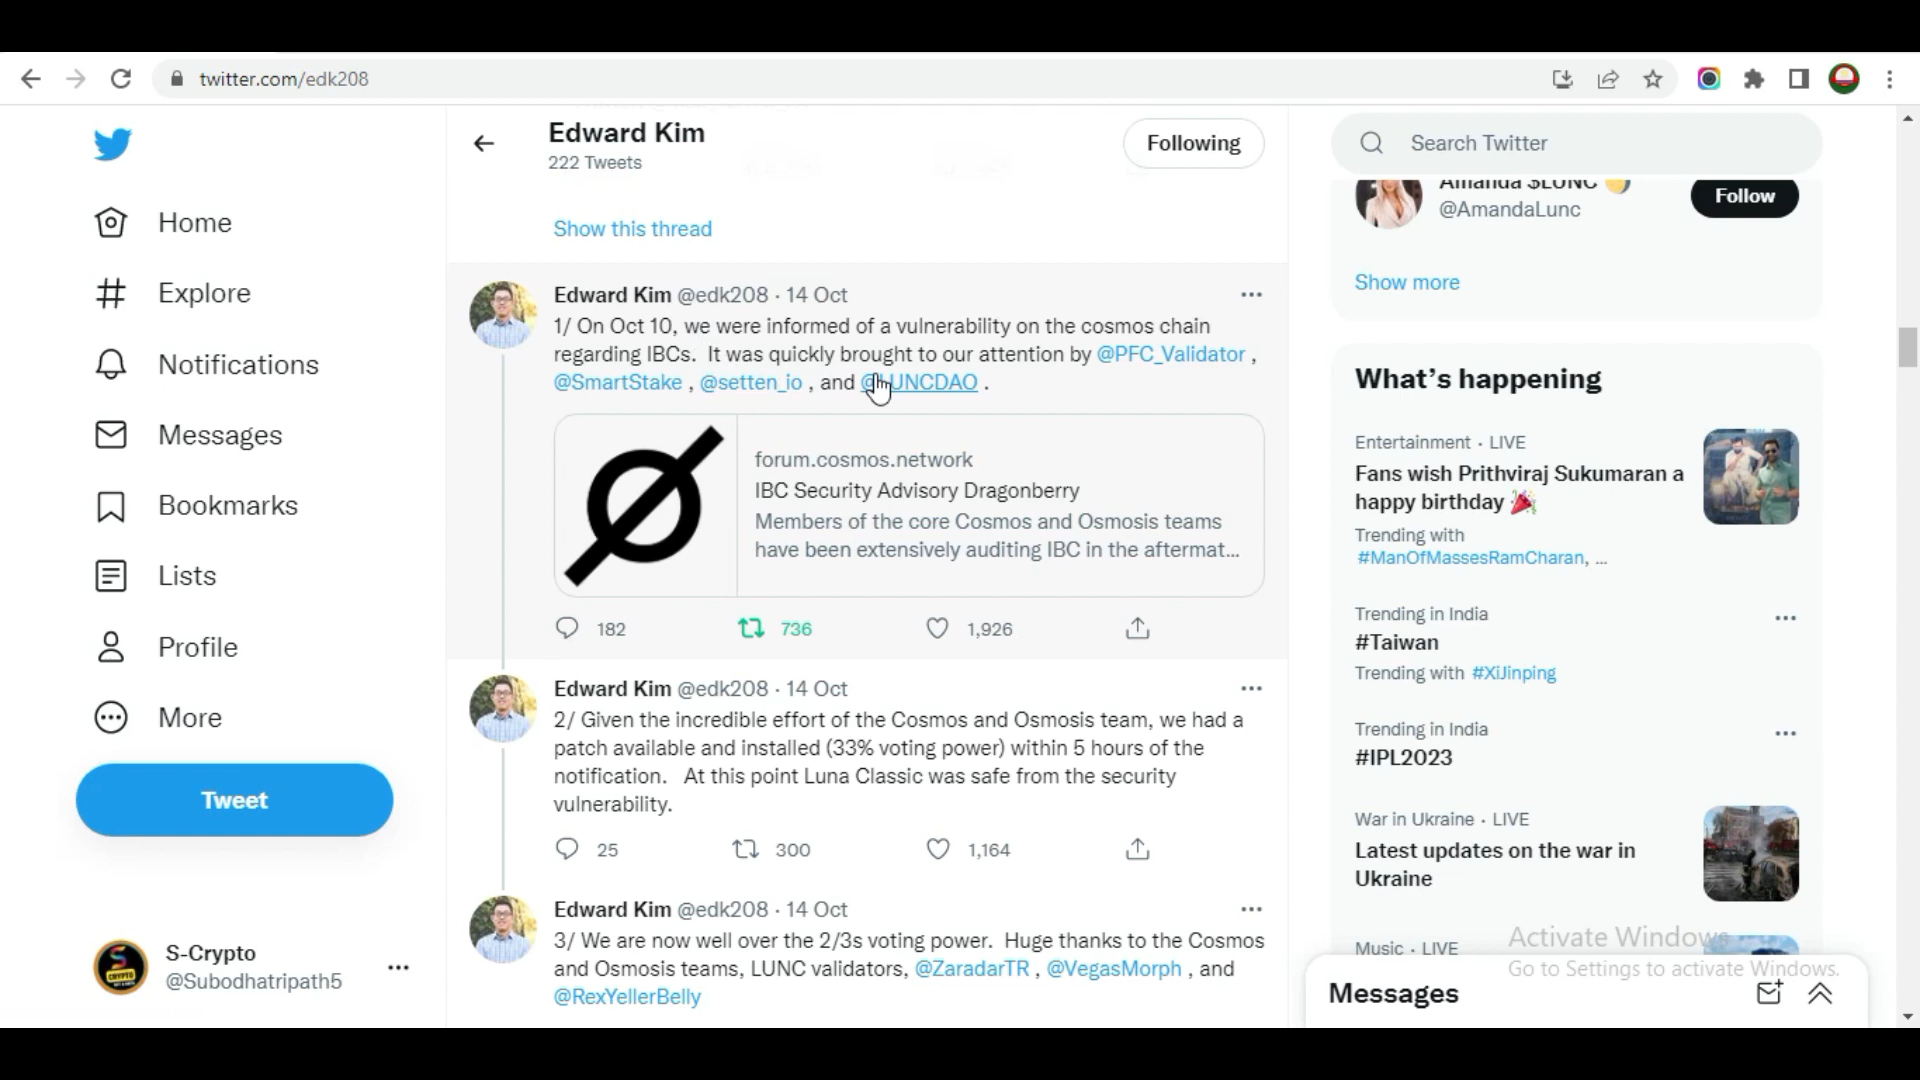 twitter.com/edk208
Home
Explore
Notifications
Messages
Bookmarks
Lists
Profile
More
Tweet
S-Crypto
@Subodhatripath5
Edward Kim
222 Tweets
Following
Show this thread
Edward Kim @edk208 · 14 Oct
1/ On Oct 10, we were informed of a vulnerability on the cosmos chain
regarding IBCs. It was quickly brought to our attention by @PFC_Validator ,
@SmartStake , @setten_io , and @LUNCDAO .
forum.cosmos.network
IBC Security Advisory Dragonberry
Members of the core Cosmos and Osmosis teams
have been extensively auditing IBC in the aftermat...
182 736 1,926
Edward Kim @edk208 · 14 Oct
2/ Given the incredible effort of the Cosmos and Osmosis team, we had a
patch available and installed (33% voting power) within 5 hours of the
notification. At this point Luna Classic was safe from the security
vulnerability.
25 300 1,164
Edward Kim @edk208 · 14 Oct
3/ We are now well over the 2/3s voting power. Huge thanks to the Cosmos
and Osmosis teams, LUNC validators, @ZaradarTR , @VegasMorph , and
@RexYellerBelly
Search Twitter
Amanda $LUNC
@AmandaLunc
Follow
Show more
What's happening
Entertainment · LIVE
Fans wish Prithviraj Sukumaran a
happy birthday 🎉
Trending with
#ManOfMassesRamCharan, ...
Trending in India
#Taiwan
Trending with #XiJinping
Trending in India
#IPL2023
War in Ukraine · LIVE
Latest updates on the war in
Ukraine
Music · LIVE
Activate Windows
Go to Settings to activate Windows.
Messages